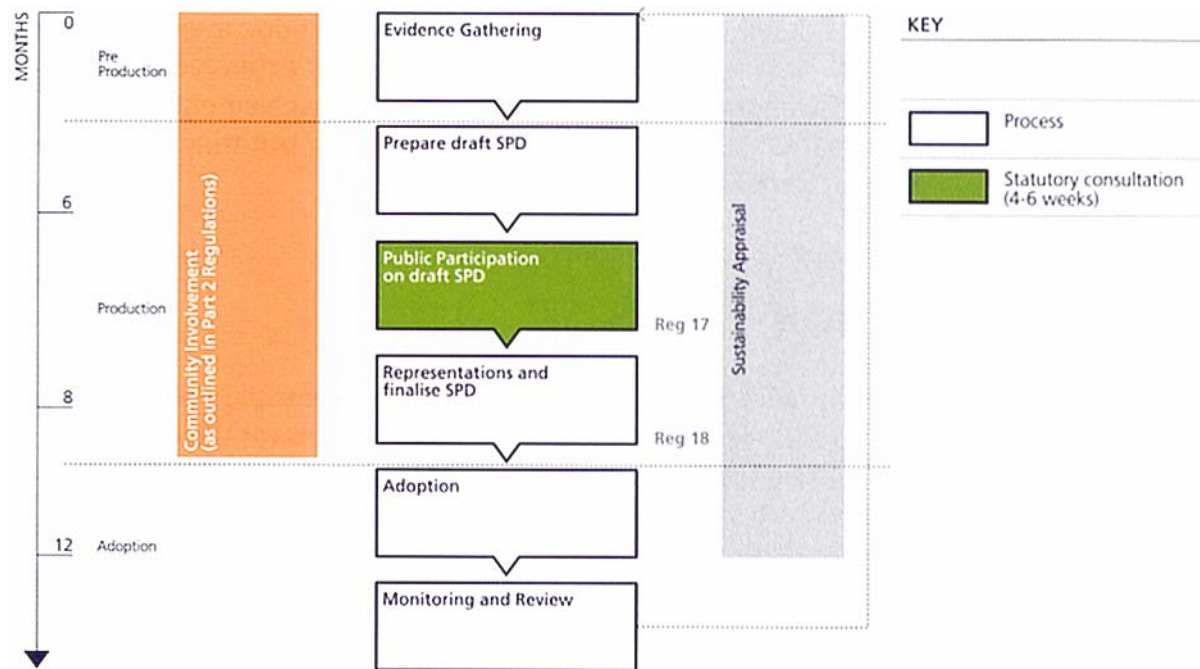 MONTHS
0
6
8
12
Pre
Production
Production
Adoption
Community Involvement
(as outlined in Part 2 Regulations)
Evidence Gathering
Prepare draft SPD
Public Participation
on draft SPD
Reg 17
Representations and
finalise SPD
Reg 18
Adoption
Monitoring and Review
Sustainability Appraisal
KEY
Process
Statutory consultation
(4-6 weeks)